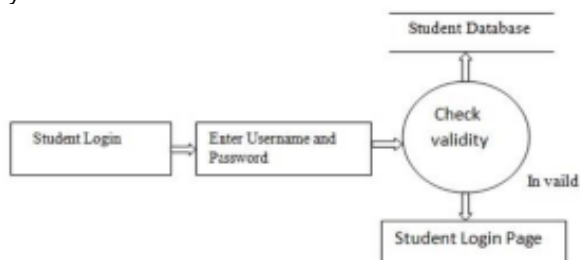 Student Database
Check
validity
Student Login
Enter Username and
Password
In vaild
Student Login Page